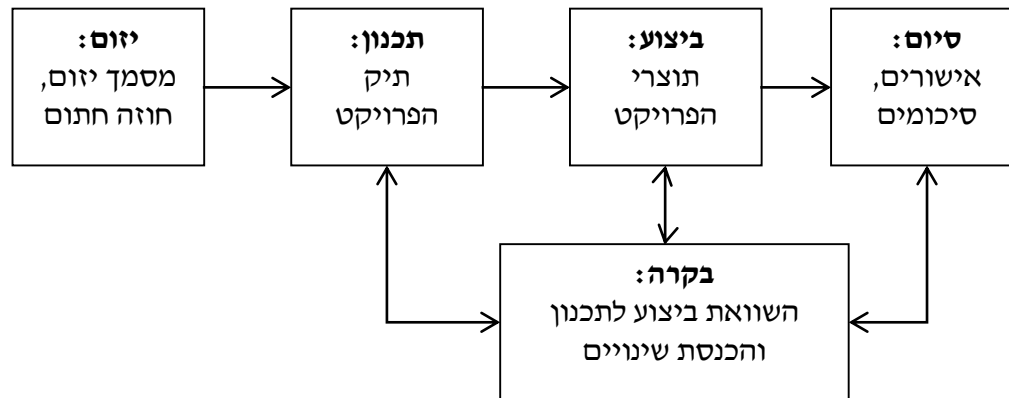 יזום:
מסמך יזום,
חוזה חתום
תכנון:
תיק
הפרויקט
ביצוע:
תוצרי
הפרויקט
סיום:
אישורים,
סיכומים
בקרה:
השוואת ביצוע לתכנון
והכנסת שינויים